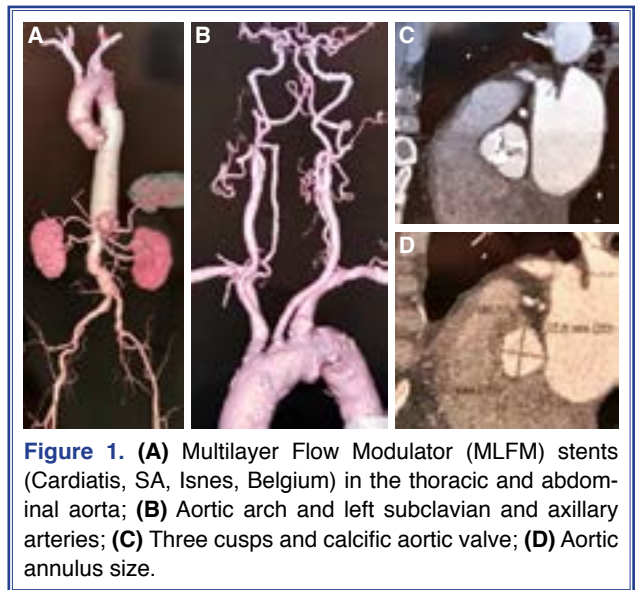 A
B
C
D
Figure 1. (A) Multilayer Flow Modulator (MLFM) stents
(Cardiatis, SA, Isnes, Belgium) in the thoracic and abdom-
inal aorta; (B) Aortic arch and left subclavian and axillary
arteries; (C) Three cusps and calcific aortic valve; (D) Aortic
annulus size.